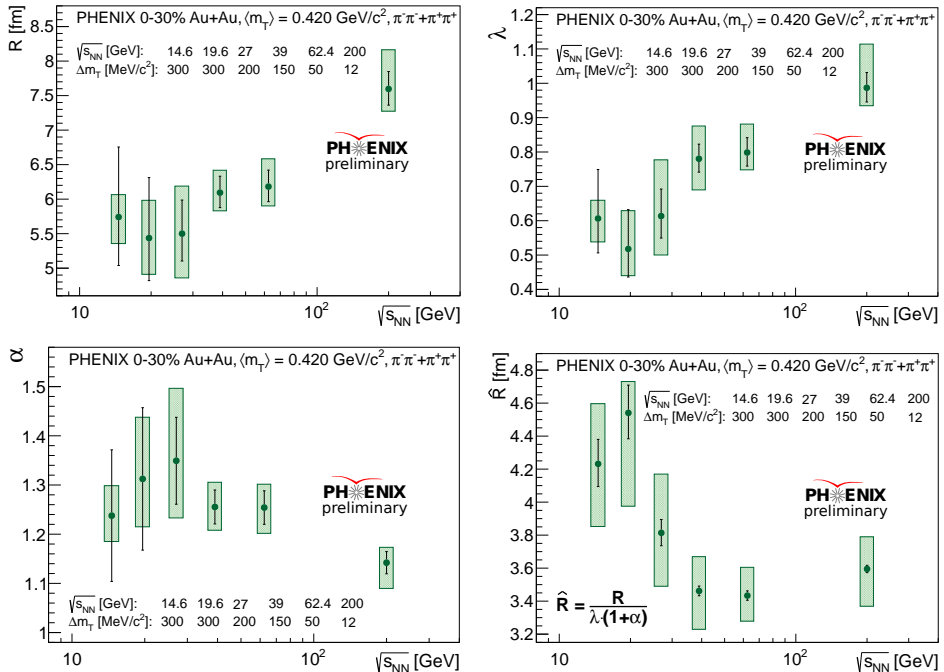 PHENIX 0-30% Au+Au, ⟨m_T⟩ = 0.420 GeV/c², π⁻π⁻+π⁺π⁺
√s_NN [GeV]: 14.6 19.6 27 39 62.4 200
Δm_T [MeV/c²]: 300 300 200 150 50 12
PHENIX
preliminary
R [fm]
8.5
8
7.5
7
6.5
6
5.5
5
10
10²
√s_NN [GeV]
PHENIX 0-30% Au+Au, ⟨m_T⟩ = 0.420 GeV/c², π⁻π⁻+π⁺π⁺
√s_NN [GeV]: 14.6 19.6 27 39 62.4 200
Δm_T [MeV/c²]: 300 300 200 150 50 12
PHENIX
preliminary
λ
1.2
1.1
1
0.9
0.8
0.7
0.6
0.5
0.4
10
10²
√s_NN [GeV]
PHENIX 0-30% Au+Au, ⟨m_T⟩ = 0.420 GeV/c², π⁻π⁻+π⁺π⁺
α
1.5
1.4
1.3
1.2
1.1
1
PHENIX
preliminary
√s_NN [GeV]: 14.6 19.6 27 39 62.4 200
Δm_T [MeV/c²]: 300 300 200 150 50 12
10
10²
√s_NN [GeV]
PHENIX 0-30% Au+Au, ⟨m_T⟩ = 0.420 GeV/c², π⁻π⁻+π⁺π⁺
√s_NN [GeV]: 14.6 19.6 27 39 62.4 200
Δm_T [MeV/c²]: 300 300 200 150 50 12
R̂ [fm]
4.8
4.6
4.4
4.2
4
3.8
3.6
3.4
3.2
PHENIX
preliminary
R̂ = R / λ·(1+α)
10
10²
√s_NN [GeV]